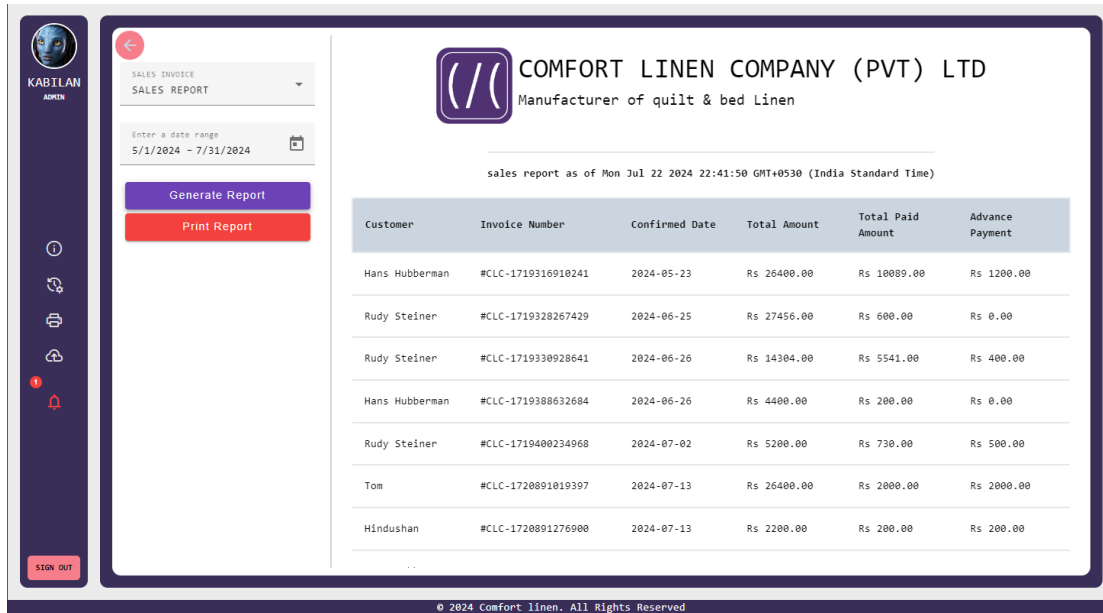 KABILAN
ADMIN
SIGN OUT
SALES INVOICE
SALES REPORT
Enter a date range
5/1/2024 – 7/31/2024
Generate Report
Print Report
1
COMFORT LINEN COMPANY (PVT) LTD
Manufacturer of quilt & bed Linen
sales report as of Mon Jul 22 2024 22:41:50 GMT+0530 (India Standard Time)
Customer Invoice Number Confirmed Date Total Amount Total Paid Amount Advance Payment
Hans Hubberman #CLC-1719316910241 2024-05-23 Rs 26400.00 Rs 10089.00 Rs 1200.00
Rudy Steiner #CLC-1719328267429 2024-06-25 Rs 27456.00 Rs 600.00 Rs 0.00
Rudy Steiner #CLC-1719330928641 2024-06-26 Rs 14304.00 Rs 5541.00 Rs 400.00
Hans Hubberman #CLC-1719388632684 2024-06-26 Rs 4400.00 Rs 200.00 Rs 0.00
Rudy Steiner #CLC-1719400234968 2024-07-02 Rs 5200.00 Rs 730.00 Rs 500.00
Tom #CLC-1720891019397 2024-07-13 Rs 26400.00 Rs 2000.00 Rs 2000.00
Hindushan #CLC-1720891276900 2024-07-13 Rs 2200.00 Rs 200.00 Rs 200.00
© 2024 Comfort linen. All Rights Reserved